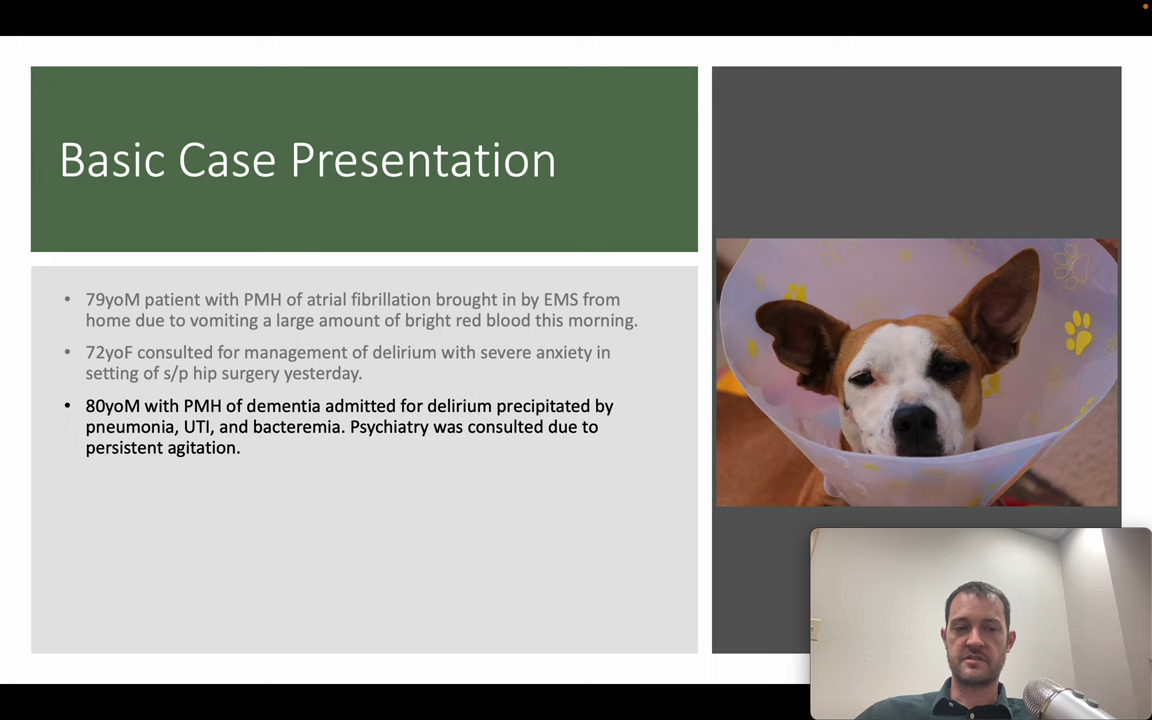 Basic Case Presentation
• 79yoM patient with PMH of atrial fibrillation brought in by EMS from
home due to vomiting a large amount of bright red blood this morning.
• 72yoF consulted for management of delirium with severe anxiety in
setting of s/p hip surgery yesterday.
• 80yoM with PMH of dementia admitted for delirium precipitated by
pneumonia, UTI, and bacteremia. Psychiatry was consulted due to
persistent agitation.